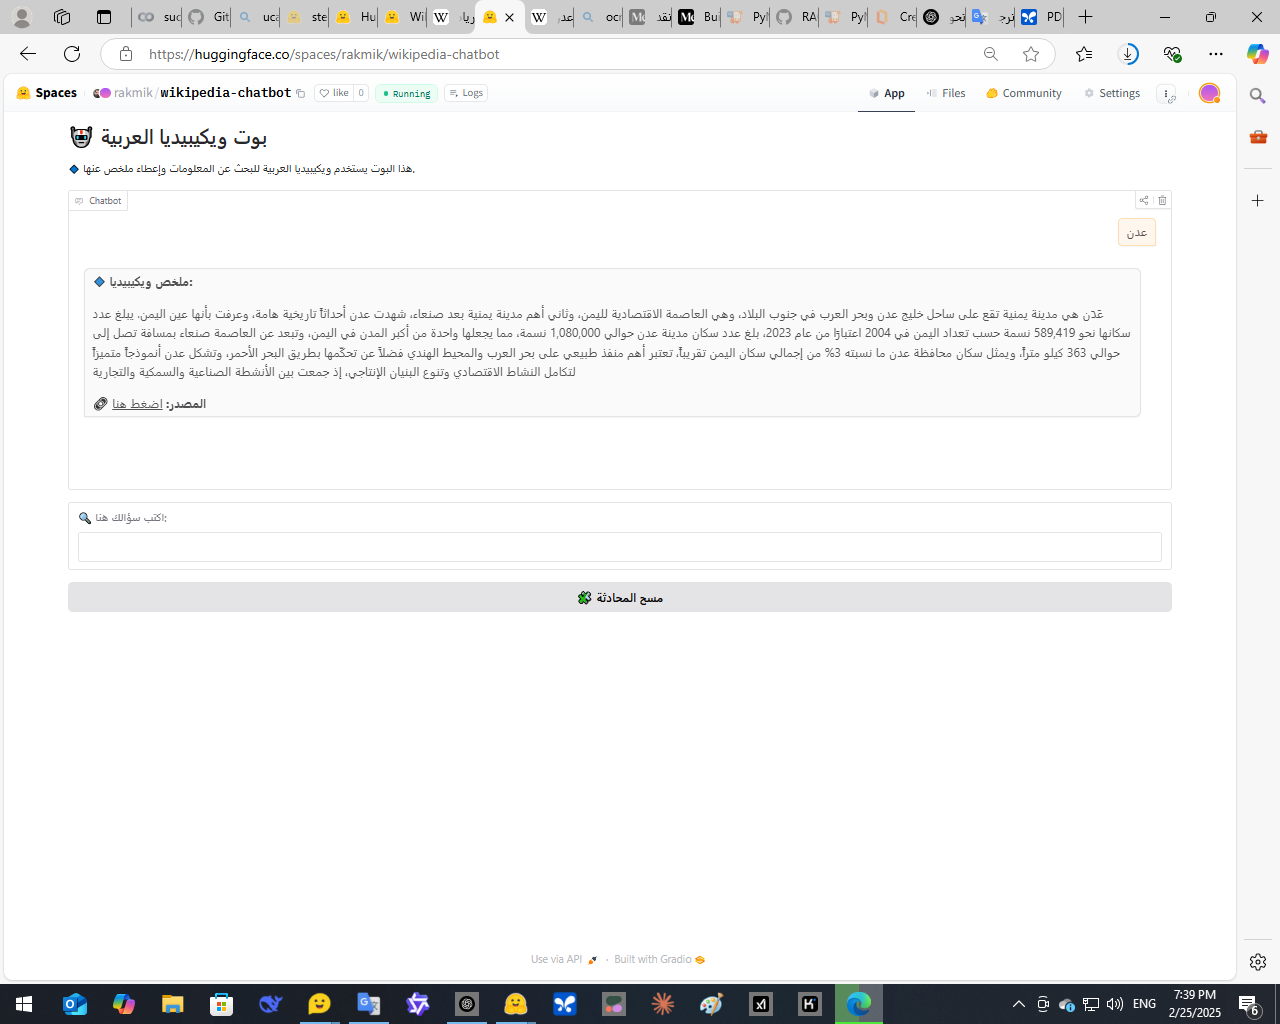 suc
Git
uca
ste
Hu
Wil
ريا
عدر
ocr
نقد
Bui
Pyl
RA
Pyl
Cre
نحو
ترج
PD
https://huggingface.co/spaces/rakmik/wikipedia-chatbot
Spaces rakmik/wikipedia-chatbot like 0 Running Logs App Files Community Settings
بوت ويكيبيديا العربية
هذا البوت يستخدم ويكيبيديا العربية للبحث عن المعلومات وإعطاء ملخص عنها.
Chatbot
عدن
ملخص ويكيبيديا:
عَدَن هي مدينة يمنية تقع على ساحل خليج عدن وبحر العرب في جنوب البلاد، وهي العاصمة الاقتصادية لليمن، وثاني أهم مدينة يمنية بعد صنعاء، شهدت عدن أحداثاً تاريخية هامة، وعرفت بأنها عين اليمن. يبلغ عدد
سكانها نحو 589,419 نسمة حسب تعداد اليمن في 2004 اعتبارًا من عام 2023، بلغ عدد سكان مدينة عدن حوالي 1,080,000 نسمة، مما يجعلها واحدة من أكبر المدن في اليمن، وتبعد عن العاصمة صنعاء بمسافة تصل إلى
حوالي 363 كيلو متراً، ويمثل سكان محافظة عدن ما نسبته 3% من إجمالي سكان اليمن تقريباً، تعتبر أهم منفذ طبيعي على بحر العرب والمحيط الهندي فضلاً عن تحكّمها بطريق البحر الأحمر، وتشكل عدن أنموذجاً متميزاً
لتكامل النشاط الاقتصادي وتنوع البنيان الإنتاجي، إذ جمعت بين الأنشطة الصناعية والسمكية والتجارية
المصدر: اضغط هنا
اكتب سؤالك هنا:
مسح المحادثة
Use via API · Built with Gradio
ENG
7:39 PM
2/25/2025
6